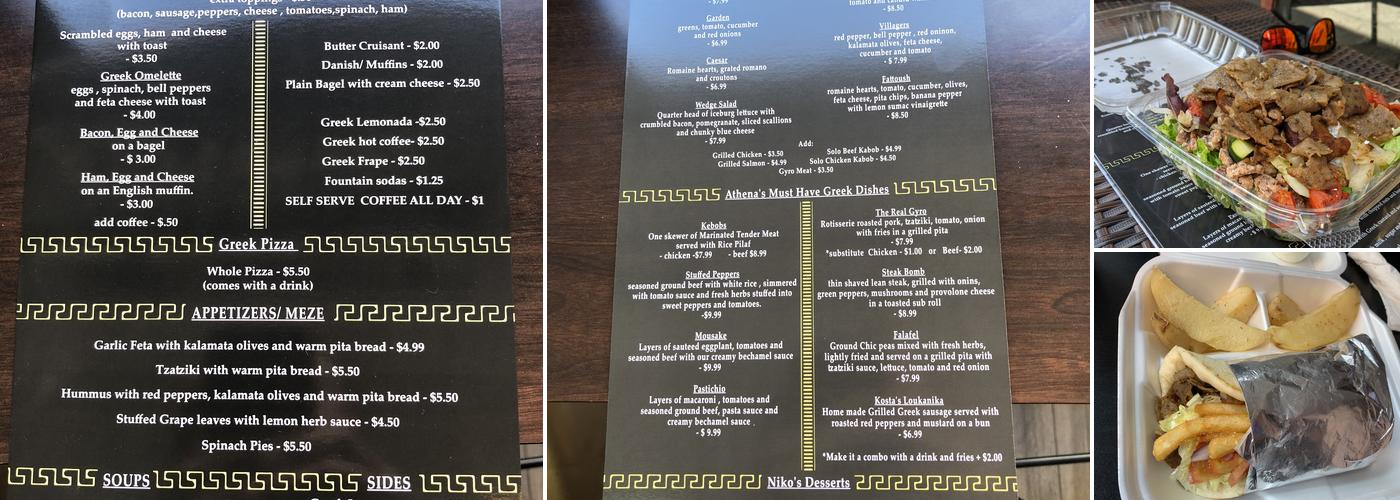 (bacon, sausage,peppers, cheese , tomatoes,spinach, ham)
Scrambled eggs, ham and cheese
with toast
- $3.50
Greek Omelette
eggs , spinach, bell peppers
and feta cheese with toast
- $4.00
Bacon, Egg and Cheese
on a bagel
- $ 3.00
Ham, Egg and Cheese
on an English muffin.
- $3.00
add coffee - $.50
Butter Cruisant - $2.00
Danish/ Muffins - $2.00
Plain Bagel with cream cheese - $2.50
Greek Lemonada -$2.50
Greek hot coffee- $2.50
Greek Frape - $2.50
Fountain sodas - $1.25
SELF SERVE COFFEE ALL DAY - $1
Greek Pizza
Whole Pizza - $5.50
(comes with a drink)
APPETIZERS/ MEZE
Garlic Feta with kalamata olives and warm pita bread - $4.99
Tzatziki with warm pita bread - $5.50
Hummus with red peppers, kalamata olives and warm pita bread - $5.50
Stuffed Grape leaves with lemon herb sauce - $4.50
Spinach Pies - $5.50
SOUPS
SIDES
- $7.99
Garden
greens, tomato, cucumber
and red onions
- $6.99
Caesar
Romaine hearts, grated romano
and croutons
- $6.99
Wedge Salad
Quarter head of iceburg lettuce with
crumbled bacon, pomegranate, sliced scallions
and chunky blue cheese
- $7.99
- $8.50
Villagers
red pepper, bell pepper , red oninon,
kalamata olives, feta cheese,
cucumber and tomato
- $ 7.99
Fattoush
romaine hearts, tomato, cucumber, olives,
feta cheese, pita chips, banana pepper
with lemon sumac vinaigrette
- $8.50
Add:
Grilled Chicken - $3.50
Solo Beef Kabob - $4.99
Grilled Salmon - $4.99
Solo Chicken Kabob - $4.50
Gyro Meat - $3.50
Athena's Must Have Greek Dishes
Kebobs
One skewer of Marinated Tender Meat
served with Rice Pilaf
- chicken -$7.99 - beef $8.99
Stuffed Peppers
seasoned ground beef with white rice , simmered
with tomato sauce and fresh herbs stuffed into
sweet peppers and tomatoes.
-$9.99
Mousake
Layers of sauteed eggplant, tomatoes and
seasoned beef with our creamy bechamel sauce
- $9.99
Pastichio
Layers of macaroni , tomatoes and
seasoned ground beef, pasta sauce and
creamy bechamel sauce .
- $ 9.99
The Real Gyro
Rotisserie roasted pork, tzatziki, tomato, onion
with fries in a grilled pita
- $7.99
*substitute Chicken - $1.00 or Beef- $2.00
Steak Bomb
thin shaved lean steak, grilled with onins,
green peppers, mushrooms and provolone cheese
in a toasted sub roll
- $8.99
Falafel
Ground Chic peas mixed with fresh herbs,
lightly fried and served on a grilled pita with
tzatziki sauce, lettuce, tomato and red onion
- $7.99
Kosta's Loukanika
Home made Grilled Greek sausage served with
roasted red peppers and mustard on a bun
- $6.99
*Make it a combo with a drink and fries + $2.00
Niko's Desserts